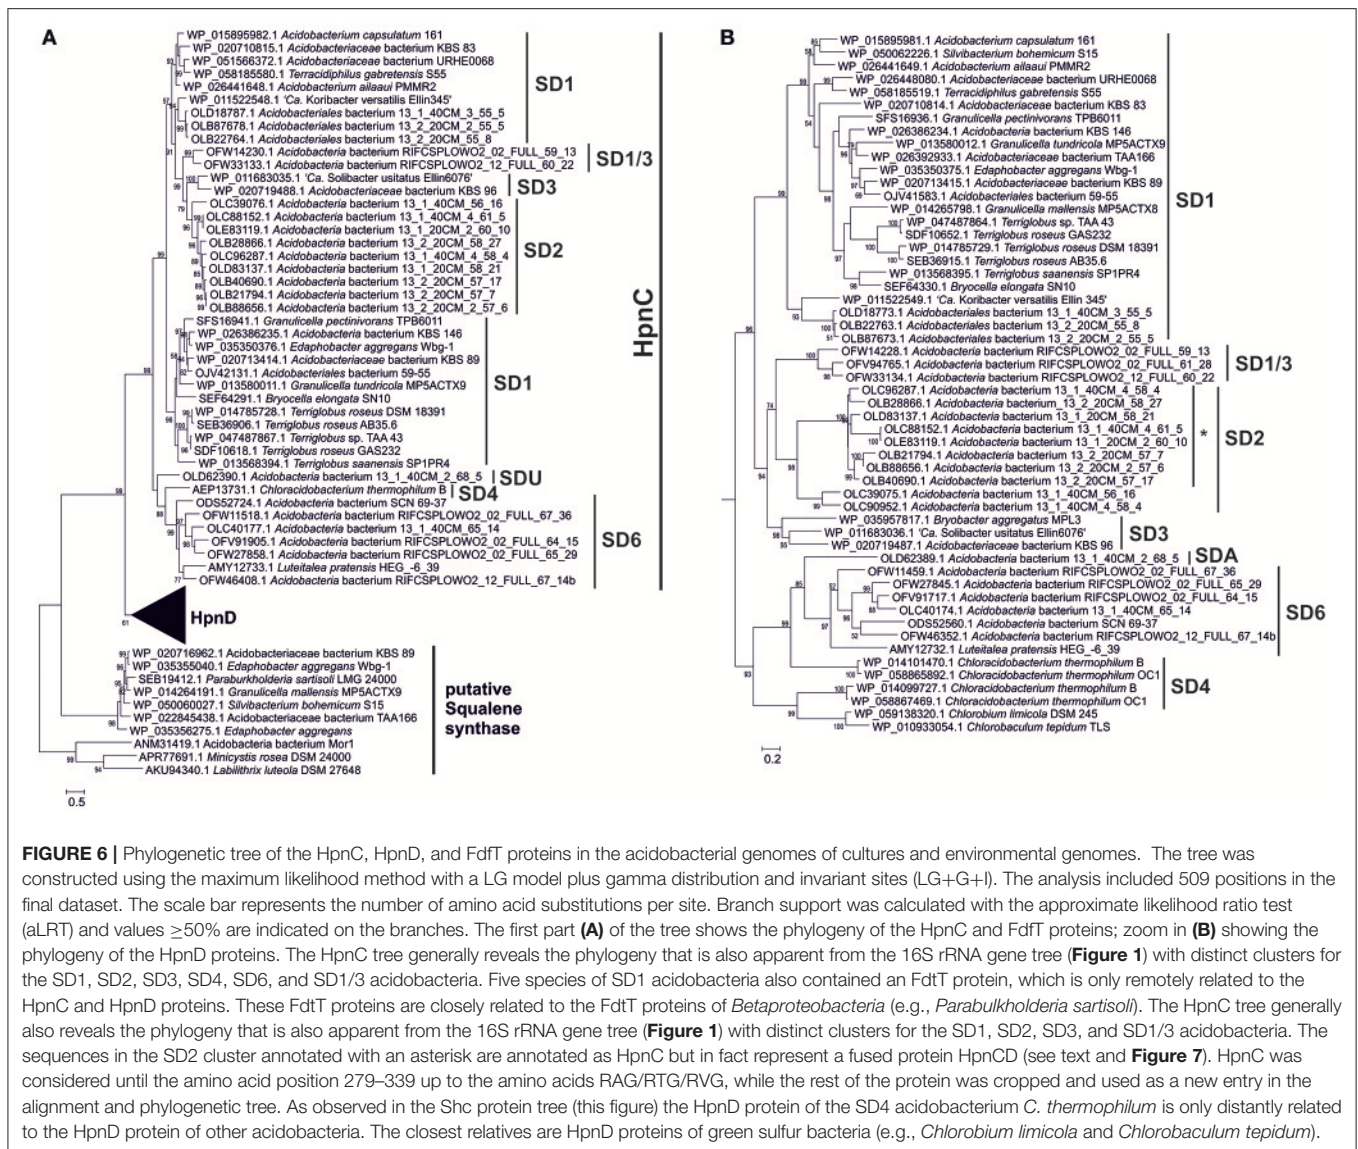 A
WP_015895982.1 Acidobacterium capsulatum 161
WP_020710815.1 Acidobacteriaceae bacterium KBS 83
WP_051566372.1 Acidobacteriaceae bacterium URHE0068
WP_058185580.1 Terracidiphilus gabretensis S55
WP_026441648.1 Acidobacterium ailaaui PMMR2
WP_011522548.1 'Ca. Koribacter versatilis Ellin345'
OLD18787.1 Acidobacteriales bacterium 13_1_40CM_3_55_5
OLB87678.1 Acidobacteriales bacterium 13_2_20CM_2_55_5
OLB22764.1 Acidobacteriales bacterium 13_2_20CM_55_8
SD1
OFW14230.1 Acidobacteria bacterium RIFCSPLOWO2_02_FULL_59_13
OFW33133.1 Acidobacteria bacterium RIFCSPLOWO2_12_FULL_60_22
SD1/3
WP_011683035.1 'Ca. Solibacter usitatus Ellin6076'
WP_020719488.1 Acidobacteriaceae bacterium KBS 96
SD3
OLC39076.1 Acidobacteria bacterium 13_1_40CM_56_16
OLC88152.1 Acidobacteria bacterium 13_1_40CM_4_61_5
OLE83119.1 Acidobacteria bacterium 13_1_20CM_2_60_10
OLB28866.1 Acidobacteria bacterium 13_2_20CM_58_27
OLC96287.1 Acidobacteria bacterium 13_1_40CM_4_58_4
OLD83137.1 Acidobacteria bacterium 13_1_20CM_58_21
OLB40690.1 Acidobacteria bacterium 13_2_20CM_57_17
OLB21794.1 Acidobacteria bacterium 13_2_20CM_57_7
OLB88656.1 Acidobacteria bacterium 13_2_20CM_2_57_6
SD2
SFS16941.1 Granulicella pectinivorans TPB6011
WP_026386235.1 Acidobacteria bacterium KBS 146
WP_035350376.1 Edaphobacter aggregans Wbg-1
WP_020713414.1 Acidobacteriaceae bacterium KBS 89
OJV42131.1 Acidobacteriales bacterium 59-55
WP_013580011.1 Granulicella tundricola MP5ACTX9
SEF64291.1 Bryocella elongata SN10
WP_014785728.1 Terriglobus roseus DSM 18391
SEB36906.1 Terriglobus roseus AB35.6
WP_047487867.1 Terriglobus sp. TAA 43
SDF10618.1 Terriglobus roseus GAS232
WP_013568394.1 Terriglobus saanensis SP1PR4
SD1
OLD62390.1 Acidobacteria bacterium 13_1_40CM_2_68_5
SDU
AEP13731.1 Chloracidobacterium thermophilum B
SD4
ODS52724.1 Acidobacteria bacterium SCN 69-37
OFW11518.1 Acidobacteria bacterium RIFCSPLOWO2_02_FULL_67_36
OLC40177.1 Acidobacteria bacterium 13_1_40CM_65_14
OFV91905.1 Acidobacteria bacterium RIFCSPLOWO2_02_FULL_64_15
OFW27858.1 Acidobacteria bacterium RIFCSPLOWO2_02_FULL_65_29
AMY12733.1 Luteitalea pratensis HEG_-6_39
OFW46408.1 Acidobacteria bacterium RIFCSPLOWO2_12_FULL_67_14b
SD6
HpnC
HpnD
WP_020716962.1 Acidobacteriaceae bacterium KBS 89
WP_035355040.1 Edaphobacter aggregans Wbg-1
SEB19412.1 Paraburkholderia sartisoli LMG 24000
WP_014264191.1 Granulicella mallensis MP5ACTX9
WP_050060027.1 Silvibacterium bohemicum S15
WP_022845438.1 Acidobacteriaceae bacterium TAA166
WP_035356275.1 Edaphobacter aggregans
ANM31419.1 Acidobacteria bacterium Mor1
APR77691.1 Minicystis rosea DSM 24000
AKU94340.1 Labilithrix luteola DSM 27648
putative
Squalene
synthase
0.5
B
WP_015895981.1 Acidobacterium capsulatum 161
WP_050062226.1 Silvibacterium bohemicum S15
WP_026441649.1 Acidobacterium ailaaui PMMR2
WP_026448080.1 Acidobacteriaceae bacterium URHE0068
WP_058185519.1 Terracidiphilus gabretensis S55
WP_020710814.1 Acidobacteriaceae bacterium KBS 83
SFS16936.1 Granulicella pectinivorans TPB6011
WP_026386234.1 Acidobacteria bacterium KBS 146
WP_013580012.1 Granulicella tundricola MP5ACTX9
WP_026392933.1 Acidobacteria bacterium TAA166
WP_035350375.1 Edaphobacter aggregans Wbg-1
WP_020713415.1 Acidobacteriaceae bacterium KBS 89
OJV41583.1 Acidobacteriales bacterium 59-55
WP_014265798.1 Granulicella mallensis MP5ACTX8
WP_047487864.1 Terriglobus sp. TAA 43
SDF10652.1 Terriglobus roseus GAS232
WP_014785729.1 Terriglobus roseus DSM 18391
SEB36915.1 Terriglobus roseus AB35.6
WP_013568395.1 Terriglobus saanensis SP1PR4
SEF64330.1 Bryocella elongata SN10
WP_011522549.1 'Ca. Koribacter versatilis Ellin 345'
OLD18773.1 Acidobacteriales bacterium 13_1_40CM_3_55_5
OLB22763.1 Acidobacteriales bacterium 13_2_20CM_55_8
OLB87673.1 Acidobacteriales bacterium 13_2_20CM_2_55_5
SD1
OFW14228.1 Acidobacteria bacterium RIFCSPLOWO2_02_FULL_59_13
OFV94765.1 Acidobacteria bacterium RIFCSPLOWO2_02_FULL_61_28
OFW33134.1 Acidobacteria bacterium RIFCSPLOWO2_12_FULL_60_22
SD1/3
OLC96287.1 Acidobacteria bacterium 13_1_40CM_4_58_4
OLB28866.1 Acidobacteria bacterium_13_2_20CM_58_27
OLD83137.1 Acidobacteria bacterium 13_1_20CM_58_21
OLC88152.1 Acidobacteria bacterium 13_1_40CM_4_61_5
OLE83119.1 Acidobacteria bacterium 13_1_20CM_2_60_10
OLB21794.1 Acidobacteria bacterium 13_2_20CM_57_7
OLB88656.1 Acidobacteria bacterium 13_2_20CM_2_57_6
OLB40690.1 Acidobacteria bacterium 13_2_20CM_57_17
*
OLC39075.1 Acidobacteria bacterium 13_1_40CM_56_16
OLC90952.1 Acidobacteria bacterium 13_1_40CM_4_58_4
SD2
WP_035957817.1 Bryobacter aggregatus MPL3
WP_011683036.1 'Ca. Solibacter usitatus Ellin6076'
WP_020719487.1 Acidobacteriaceae bacterium KBS 96
SD3
OLD62389.1 Acidobacteria bacterium 13_1_40CM_2_68_5
SDA
OFW11459.1 Acidobacteria bacterium RIFCSPLOWO2_02_FULL_67_36
OFW27845.1 Acidobacteria bacterium RIFCSPLOWO2_02_FULL_65_29
OFV91717.1 Acidobacteria bacterium RIFCSPLOWO2_02_FULL_64_15
OLC40174.1 Acidobacteria bacterium 13_1_40CM_65_14
ODS52560.1 Acidobacteria bacterium SCN 69-37
OFW46352.1 Acidobacteria bacterium RIFCSPLOWO2_12_FULL_67_14b
AMY12732.1 Luteitalea pratensis HEG_-6_39
SD6
WP_014101470.1 Chloracidobacterium thermophilum B
WP_058865892.1 Chloracidobacterium thermophilum OC1
WP_014099727.1 Chloracidobacterium thermophilum B
WP_058867469.1 Chloracidobacterium thermophilum OC1
SD4
WP_059138320.1 Chlorobium limicola DSM 245
WP_010933054.1 Chlorobaculum tepidum TLS
0.2
FIGURE 6 | Phylogenetic tree of the HpnC, HpnD, and FdfT proteins in the acidobacterial genomes of cultures and environmental genomes. The tree was
constructed using the maximum likelihood method with a LG model plus gamma distribution and invariant sites (LG+G+I). The analysis included 509 positions in the
final dataset. The scale bar represents the number of amino acid substitutions per site. Branch support was calculated with the approximate likelihood ratio test
(aLRT) and values ≥50% are indicated on the branches. The first part (A) of the tree shows the phylogeny of the HpnC and FdfT proteins; zoom in (B) showing the
phylogeny of the HpnD proteins. The HpnC tree generally reveals the phylogeny that is also apparent from the 16S rRNA gene tree (Figure 1) with distinct clusters for
the SD1, SD2, SD3, SD4, SD6, and SD1/3 acidobacteria. Five species of SD1 acidobacteria also contained an FdtT protein, which is only remotely related to the
HpnC and HpnD proteins. These FdtT proteins are closely related to the FdtT proteins of Betaproteobacteria (e.g., Parabulkholderia sartisoli). The HpnC tree generally
also reveals the phylogeny that is also apparent from the 16S rRNA gene tree (Figure 1) with distinct clusters for the SD1, SD2, SD3, and SD1/3 acidobacteria. The
sequences in the SD2 cluster annotated with an asterisk are annotated as HpnC but in fact represent a fused protein HpnCD (see text and Figure 7). HpnC was
considered until the amino acid position 279–339 up to the amino acids RAG/RTG/RVG, while the rest of the protein was cropped and used as a new entry in the
alignment and phylogenetic tree. As observed in the Shc protein tree (this figure) the HpnD protein of the SD4 acidobacterium C. thermophilum is only distantly related
to the HpnD protein of other acidobacteria. The closest relatives are HpnD proteins of green sulfur bacteria (e.g., Chlorobium limicola and Chlorobaculum tepidum).